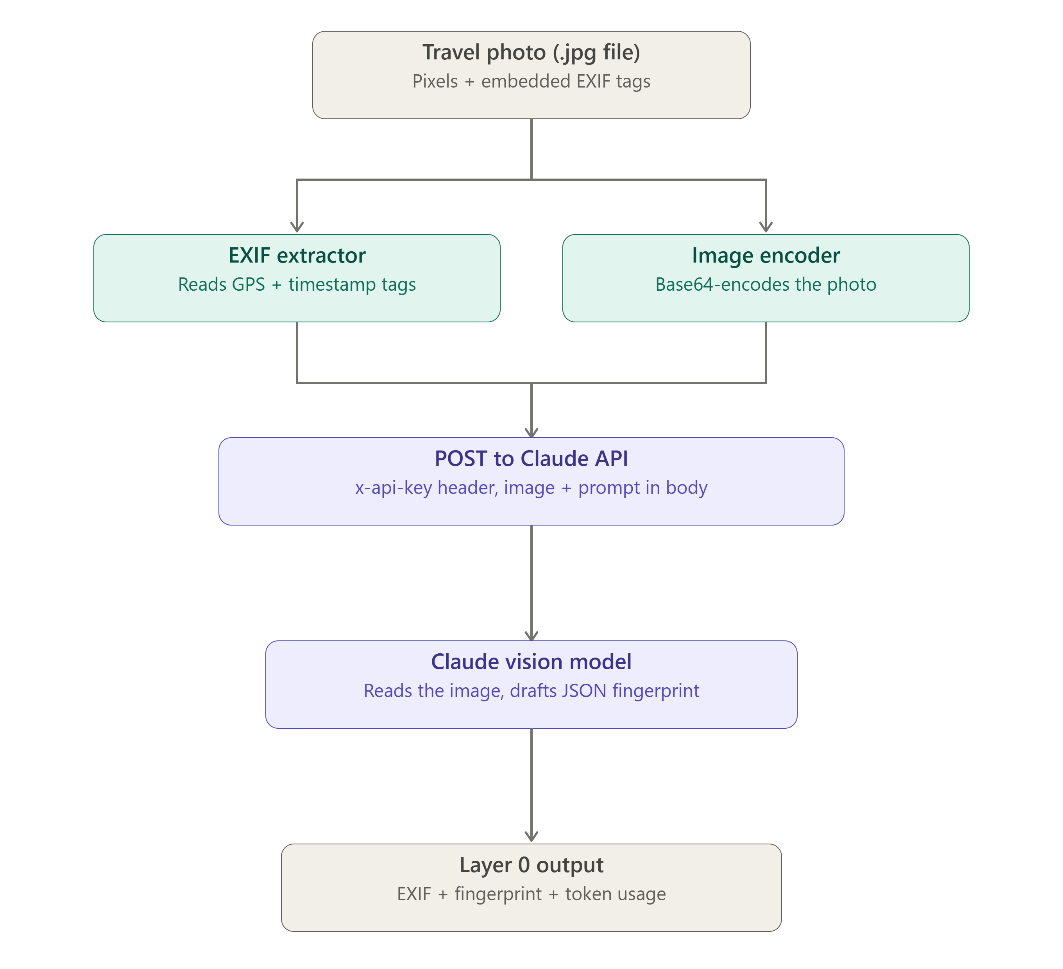 Travel photo (.jpg file)
Pixels + embedded EXIF tags
EXIF extractor
Reads GPS + timestamp tags
Image encoder
Base64-encodes the photo
POST to Claude API
x-api-key header, image + prompt in body
Claude vision model
Reads the image, drafts JSON fingerprint
Layer 0 output
EXIF + fingerprint + token usage